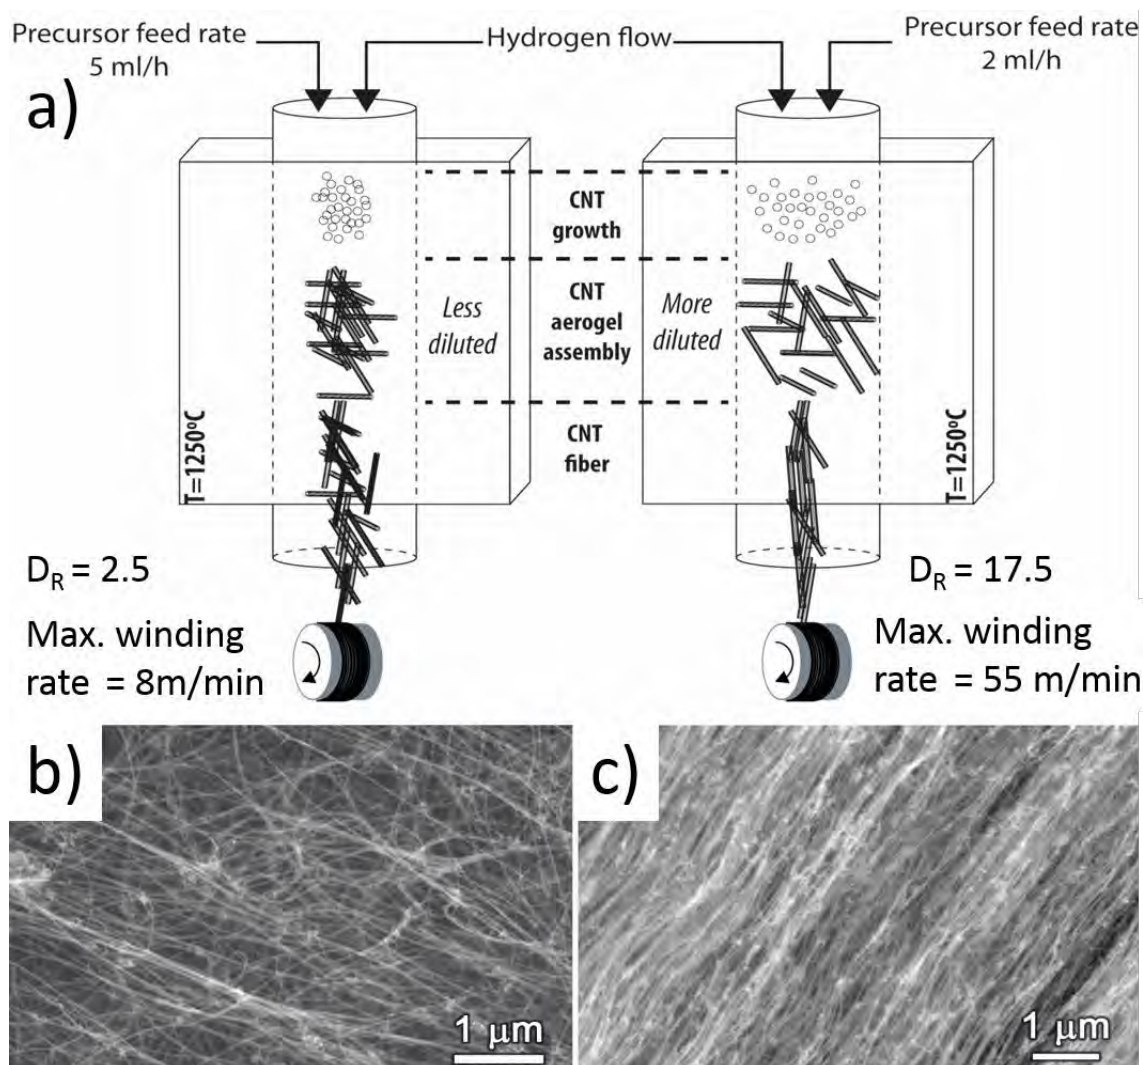 Precursor feed rate
5 ml/h
Hydrogen flow
Precursor feed rate
2 ml/h
a)
CNT
growth
Less
diluted
CNT
aerogel
assembly
More
diluted
CNT
fiber
T=1250ºC
T=1250ºC
D_R = 2.5
Max. winding
rate = 8m/min
D_R = 17.5
Max. winding
rate = 55 m/min
b)
1 μm
c)
1 μm